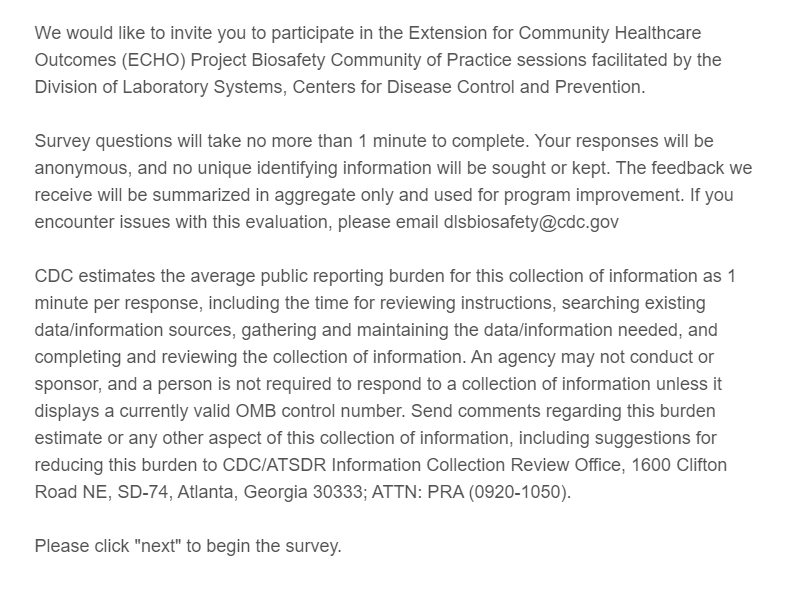 We would like to invite you to participate in the Extension for Community Healthcare
Outcomes (ECHO) Project Biosafety Community of Practice sessions facilitated by the
Division of Laboratory Systems, Centers for Disease Control and Prevention.
Survey questions will take no more than 1 minute to complete. Your responses will be
anonymous, and no unique identifying information will be sought or kept. The feedback we
receive will be summarized in aggregate only and used for program improvement. If you
encounter issues with this evaluation, please email dlsbiosafety@cdc.gov
CDC estimates the average public reporting burden for this collection of information as 1
minute per response, including the time for reviewing instructions, searching existing
data/information sources, gathering and maintaining the data/information needed, and
completing and reviewing the collection of information. An agency may not conduct or
sponsor, and a person is not required to respond to a collection of information unless it
displays a currently valid OMB control number. Send comments regarding this burden
estimate or any other aspect of this collection of information, including suggestions for
reducing this burden to CDC/ATSDR Information Collection Review Office, 1600 Clifton
Road NE, SD-74, Atlanta, Georgia 30333; ATTN: PRA (0920-1050).
Please click "next" to begin the survey.